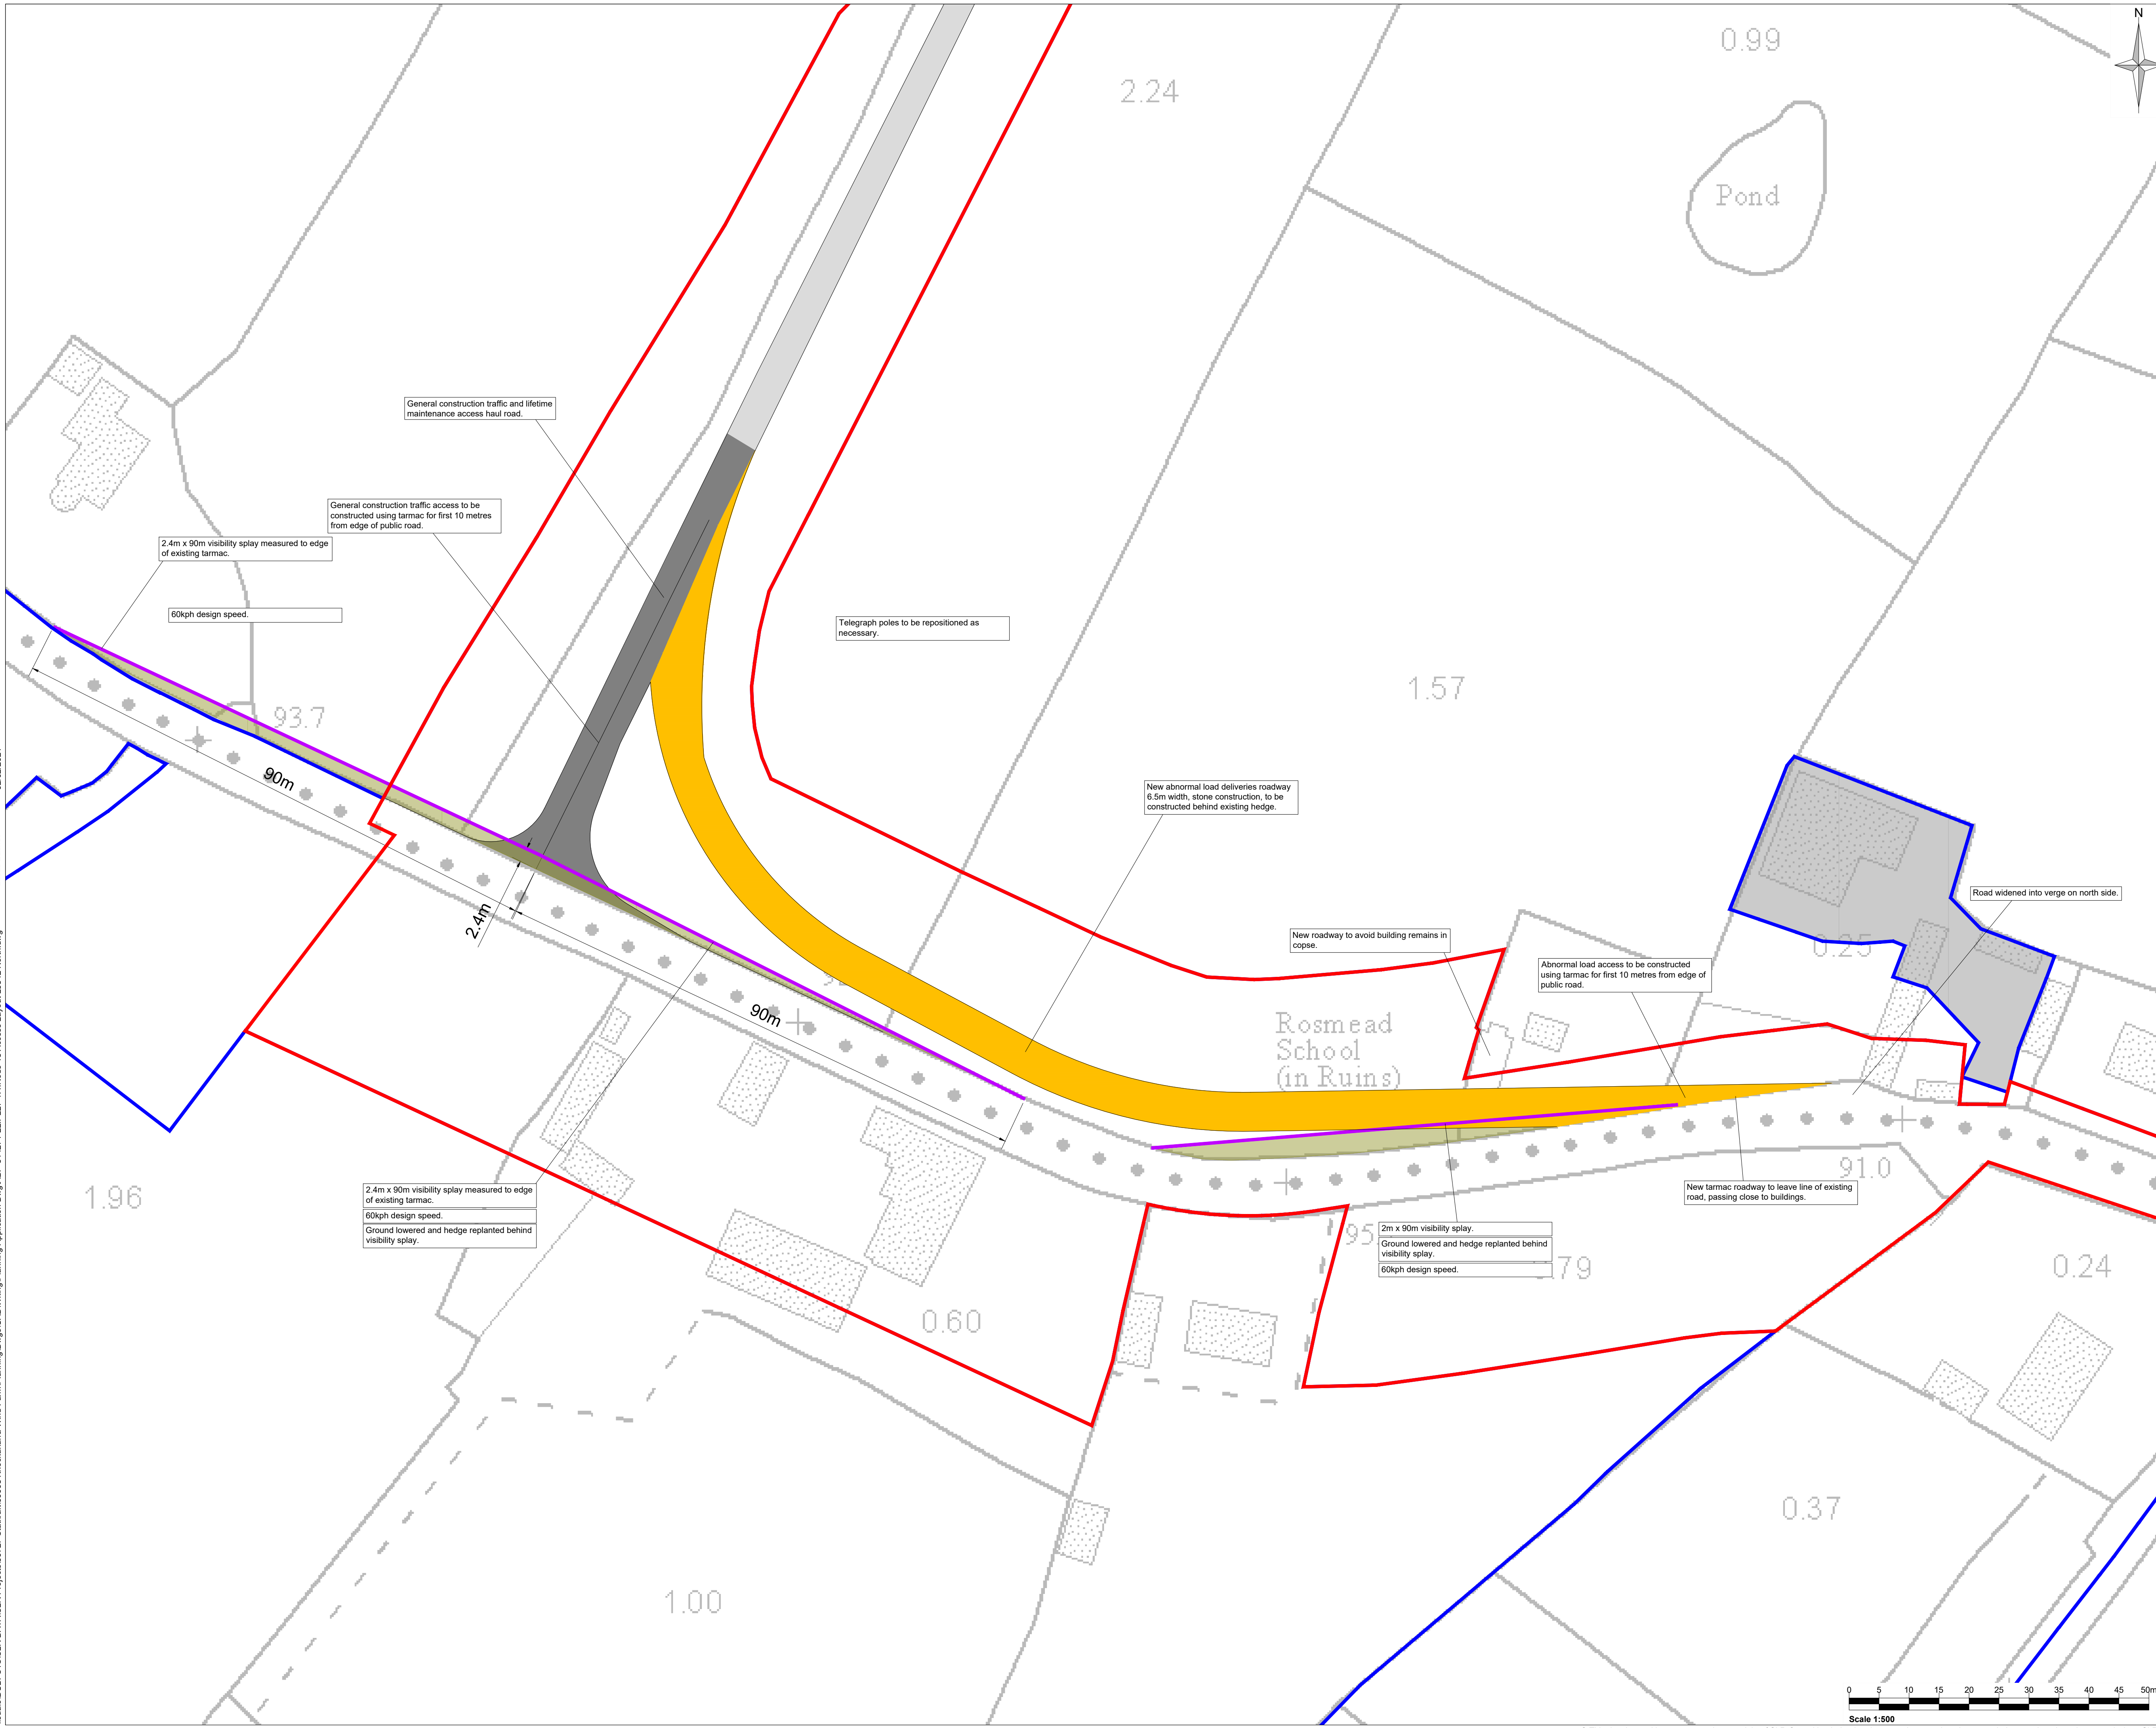 N
0.99
2.24
Pond
General construction traffic and lifetime
maintenance access haul road.
General construction traffic access to be
constructed using tarmac for first 10 metres
from edge of public road.
2.4m x 90m visibility splay measured to edge
of existing tarmac.
60kph design speed.
Telegraph poles to be repositioned as
necessary.
1.57
93.7
90m
New abnormal load deliveries roadway
6.5m width, stone construction, to be
constructed behind existing hedge.
Road widened into verge on north side.
2.4m
New roadway to avoid building remains in
copse.
0.25
Abnormal load access to be constructed
using tarmac for first 10 metres from edge of
public road.
90m
Rosmead
School
(in Ruins)
91.0
1.96
2.4m x 90m visibility splay measured to edge
of existing tarmac.
60kph design speed.
Ground lowered and hedge replanted behind
visibility splay.
New tarmac roadway to leave line of existing
road, passing close to buildings.
95
2m x 90m visibility splay.
Ground lowered and hedge replanted behind
visibility splay.
60kph design speed.
79
0.24
0.60
0.37
1.00
0 5 10 15 20 25 30 35 40 45 50m
Scale 1:500